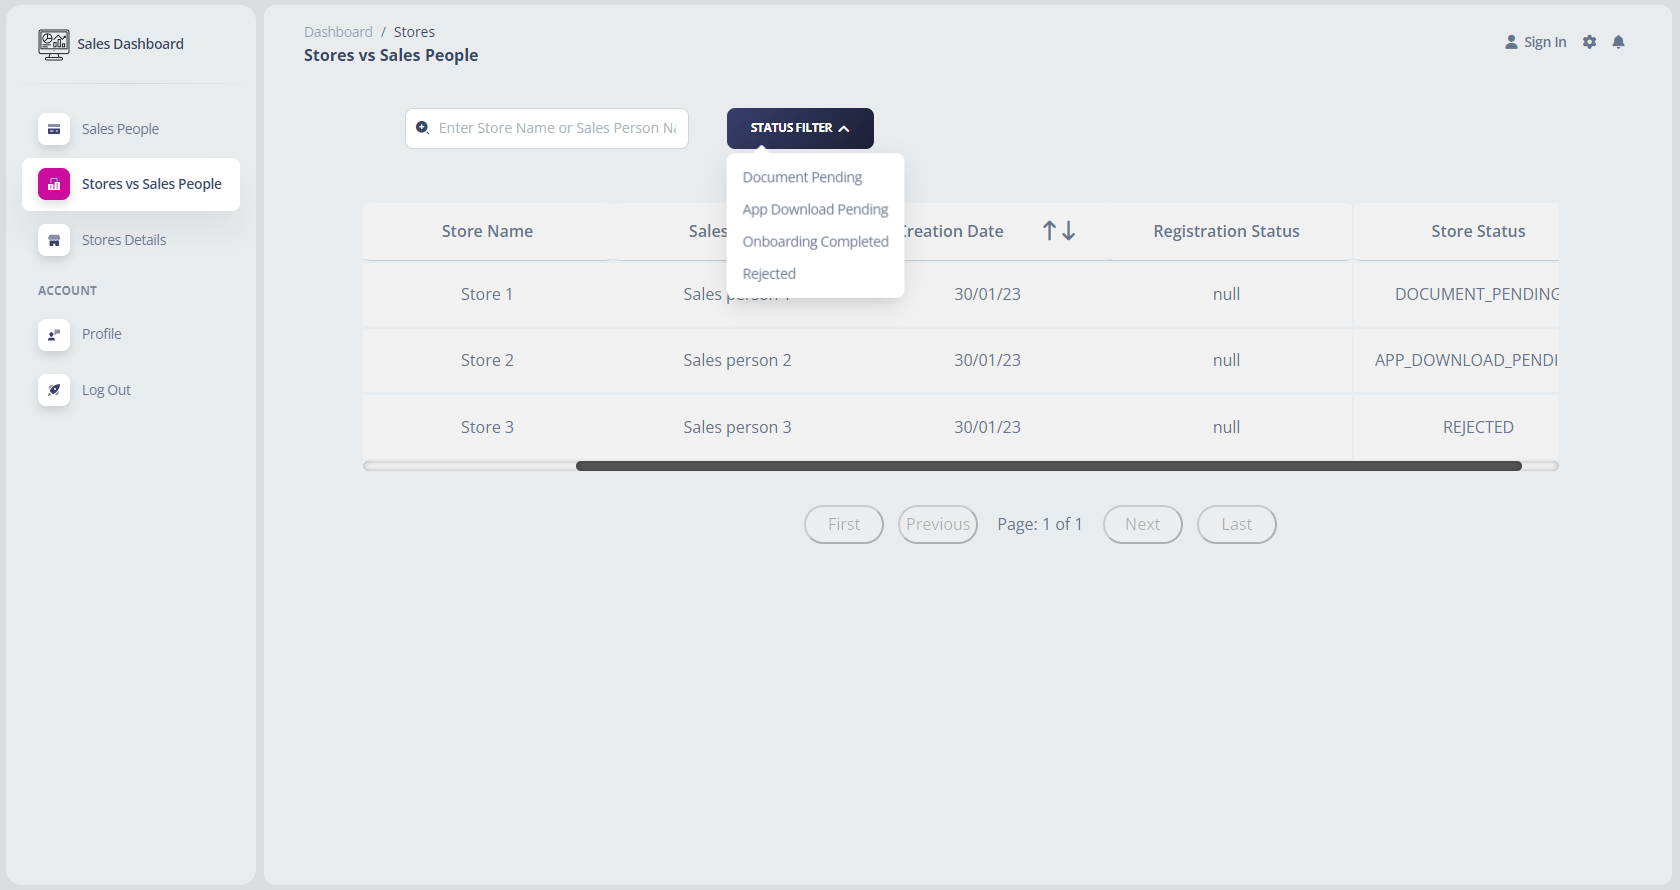 Sales Dashboard
Sales People
Stores vs Sales People
Stores Details
ACCOUNT
Profile
Log Out
Dashboard / Stores
Stores vs Sales People
Sign In
Enter Store Name or Sales Person Na
STATUS FILTER
Document Pending
App Download Pending
Onboarding Completed
Rejected
Store Name Sales Creation Date Registration Status Store Status
Store 1 Sales person 1 30/01/23 null DOCUMENT_PENDING
Store 2 Sales person 2 30/01/23 null APP_DOWNLOAD_PENDI
Store 3 Sales person 3 30/01/23 null REJECTED
First Previous Page: 1 of 1 Next Last